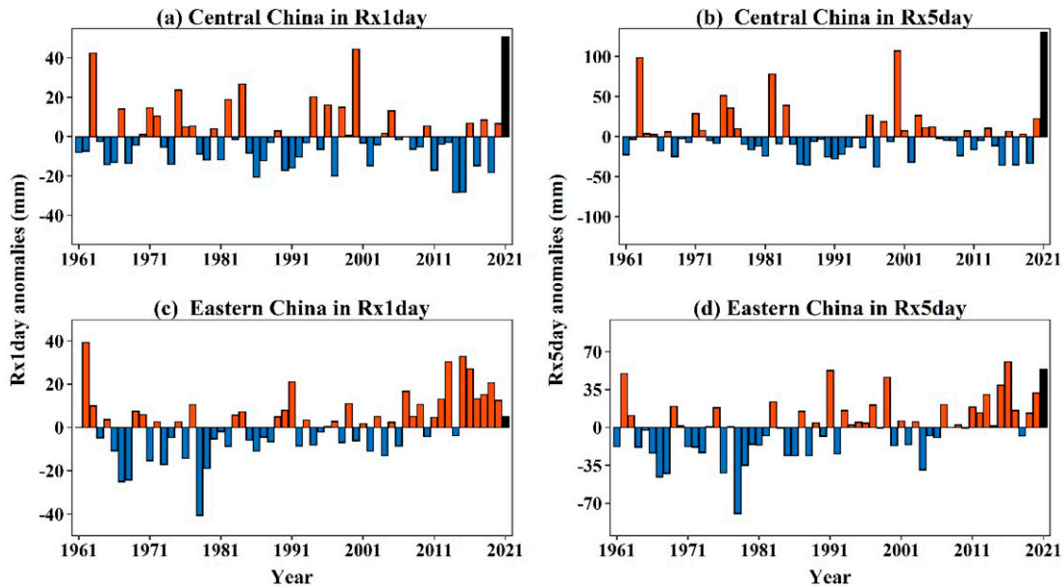 (a) Central China in Rx1day
(b) Central China in Rx5day
40
20
0
-20
-40
1961 1971 1981 1991 2001 2011 2021
100
50
0
-50
-100
1961 1971 1981 1991 2001 2011 2021
Rx1day anomalies (mm)
Rx5day anomalies (mm)
(c) Eastern China in Rx1day
(d) Eastern China in Rx5day
40
20
0
-20
-40
1961 1971 1981 1991 2001 2011 2021
70
35
0
-35
-70
1961 1971 1981 1991 2001 2011 2021
Year
Year